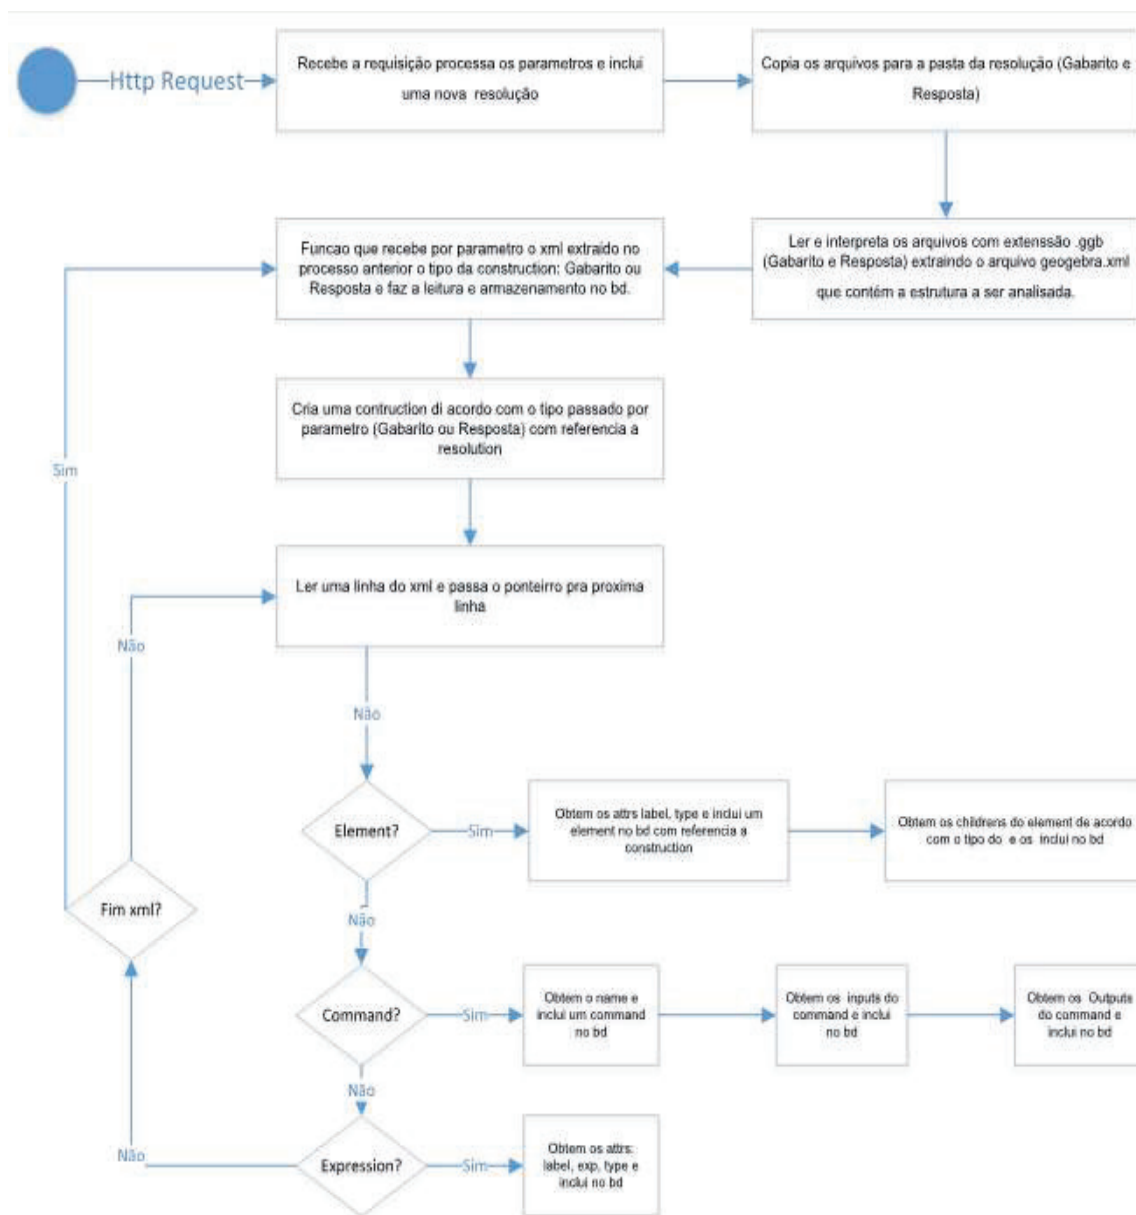 Http Request
Recebe a requisição processa os parametros e inclui
uma nova resolução
Copia os arquivos para a pasta da resolução (Gabarito e
Resposta)
Funcao que recebe por parametro o xml extraido no
processo anterior o tipo da construction: Gabarito ou
Resposta e faz a leitura e armazenamento no bd.
Ler e interpreta os arquivos com extenssão .ggb
(Gabarito e Resposta) extraindo o arquivo geogebra.xml
que contém a estrutura a ser analisada.
Cria uma contruction di acordo com o tipo passado por
parametro (Gabarito ou Resposta) com referencia a
resolution
Sim
Ler uma linha do xml e passa o ponteirro pra proxima
linha
Não
Não
Element?
Sim
Obtem os attrs label, type e inclui um
element no bd com referencia a
construction
Obtem os childrens do element de acordo
com o tipo do e os inclui no bd
Fim xml?
Não
Command?
Sim
Obtem o name e
inclui um command
no bd
Obtem os inputs do
command e inclui
no bd
Obtem os Outputs
do command e
inclui no bd
Não
Não
Expression?
Sim
Obtem os attrs:
label, exp, type e
inclui no bd